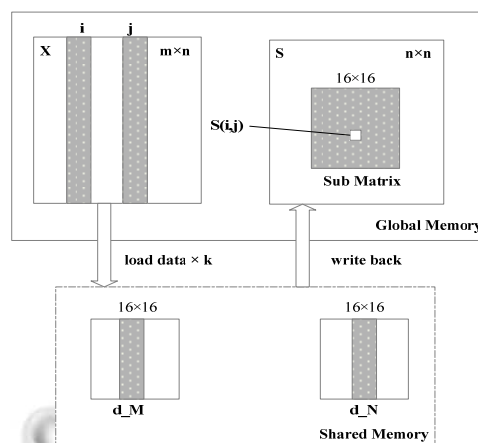 i j
X m×n
S n×n
16×16
S(i,j)
Sub Matrix
Global Memory
load data × k
write back
16×16 16×16
d_M d_N
Shared Memory